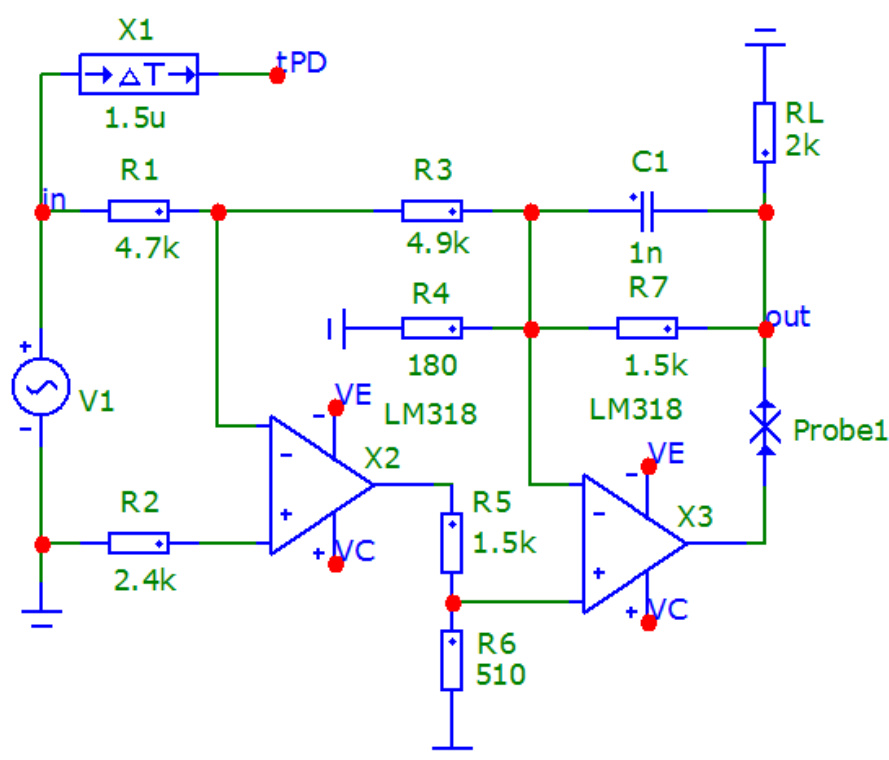 X1
tPD
1.5u
RL
2k
R1
R3
C1
in
4.7k
4.9k
1n
R4
R7
out
180
1.5k
VE
LM318
LM318
V1
Probe1
X2
VE
R2
R5
X3
1.5k
VC
2.4k
VC
R6
510